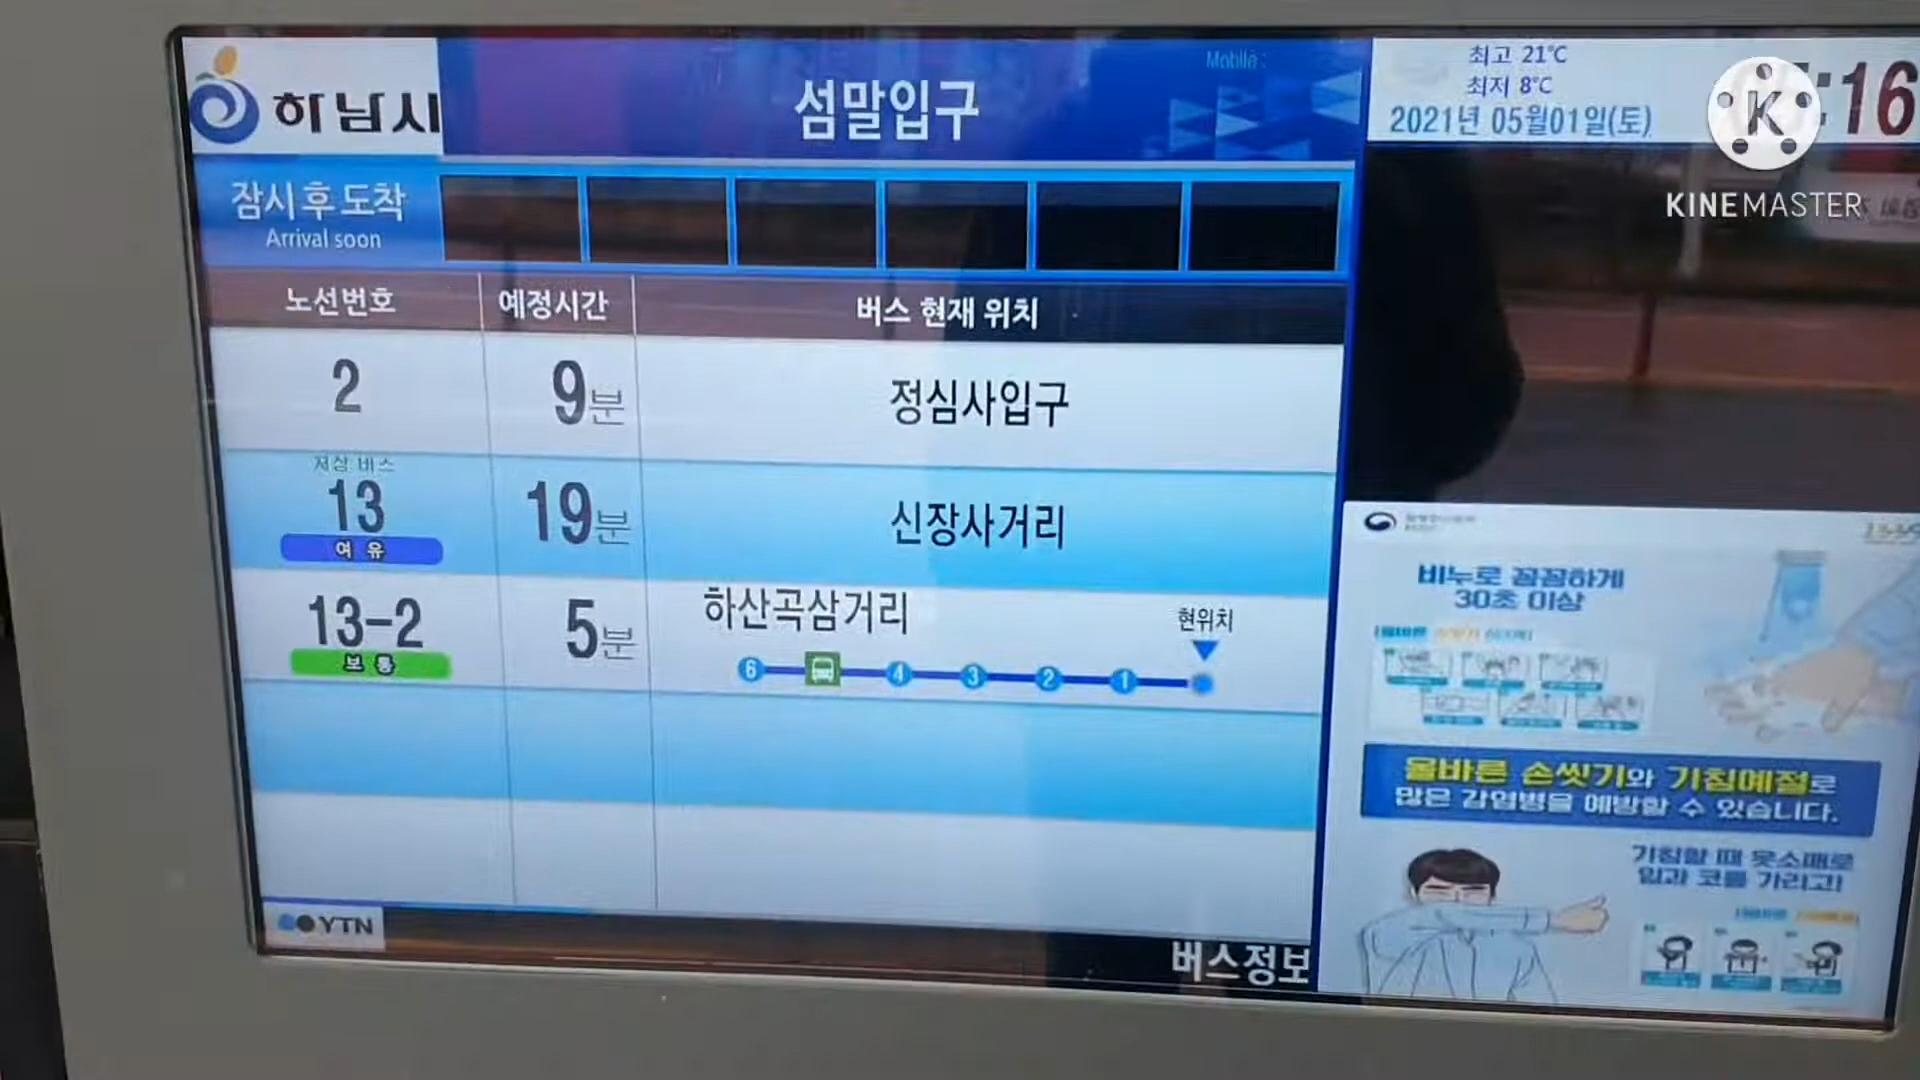 하남시
섬말입구
Mobile :
최고 21℃
최저 8℃
2021년 05월01일(토)
:16
K
KINEMASTER
잠시 후 도착
Arrival soon
노선번호 예정시간 버스 현재 위치
2 9분 정심사입구
저상 버스
13 19분 신장사거리
여 유
13-2 5분 하산곡삼거리 현위치
보 통
6 4 3 2 1
YTN
버스정보
비누로 꼼꼼하게
30초 이상
올바른 손씻기와 기침예절로
많은 감염병을 예방할 수 있습니다.
기침할 때 옷소매로
입과 코를 가리고!